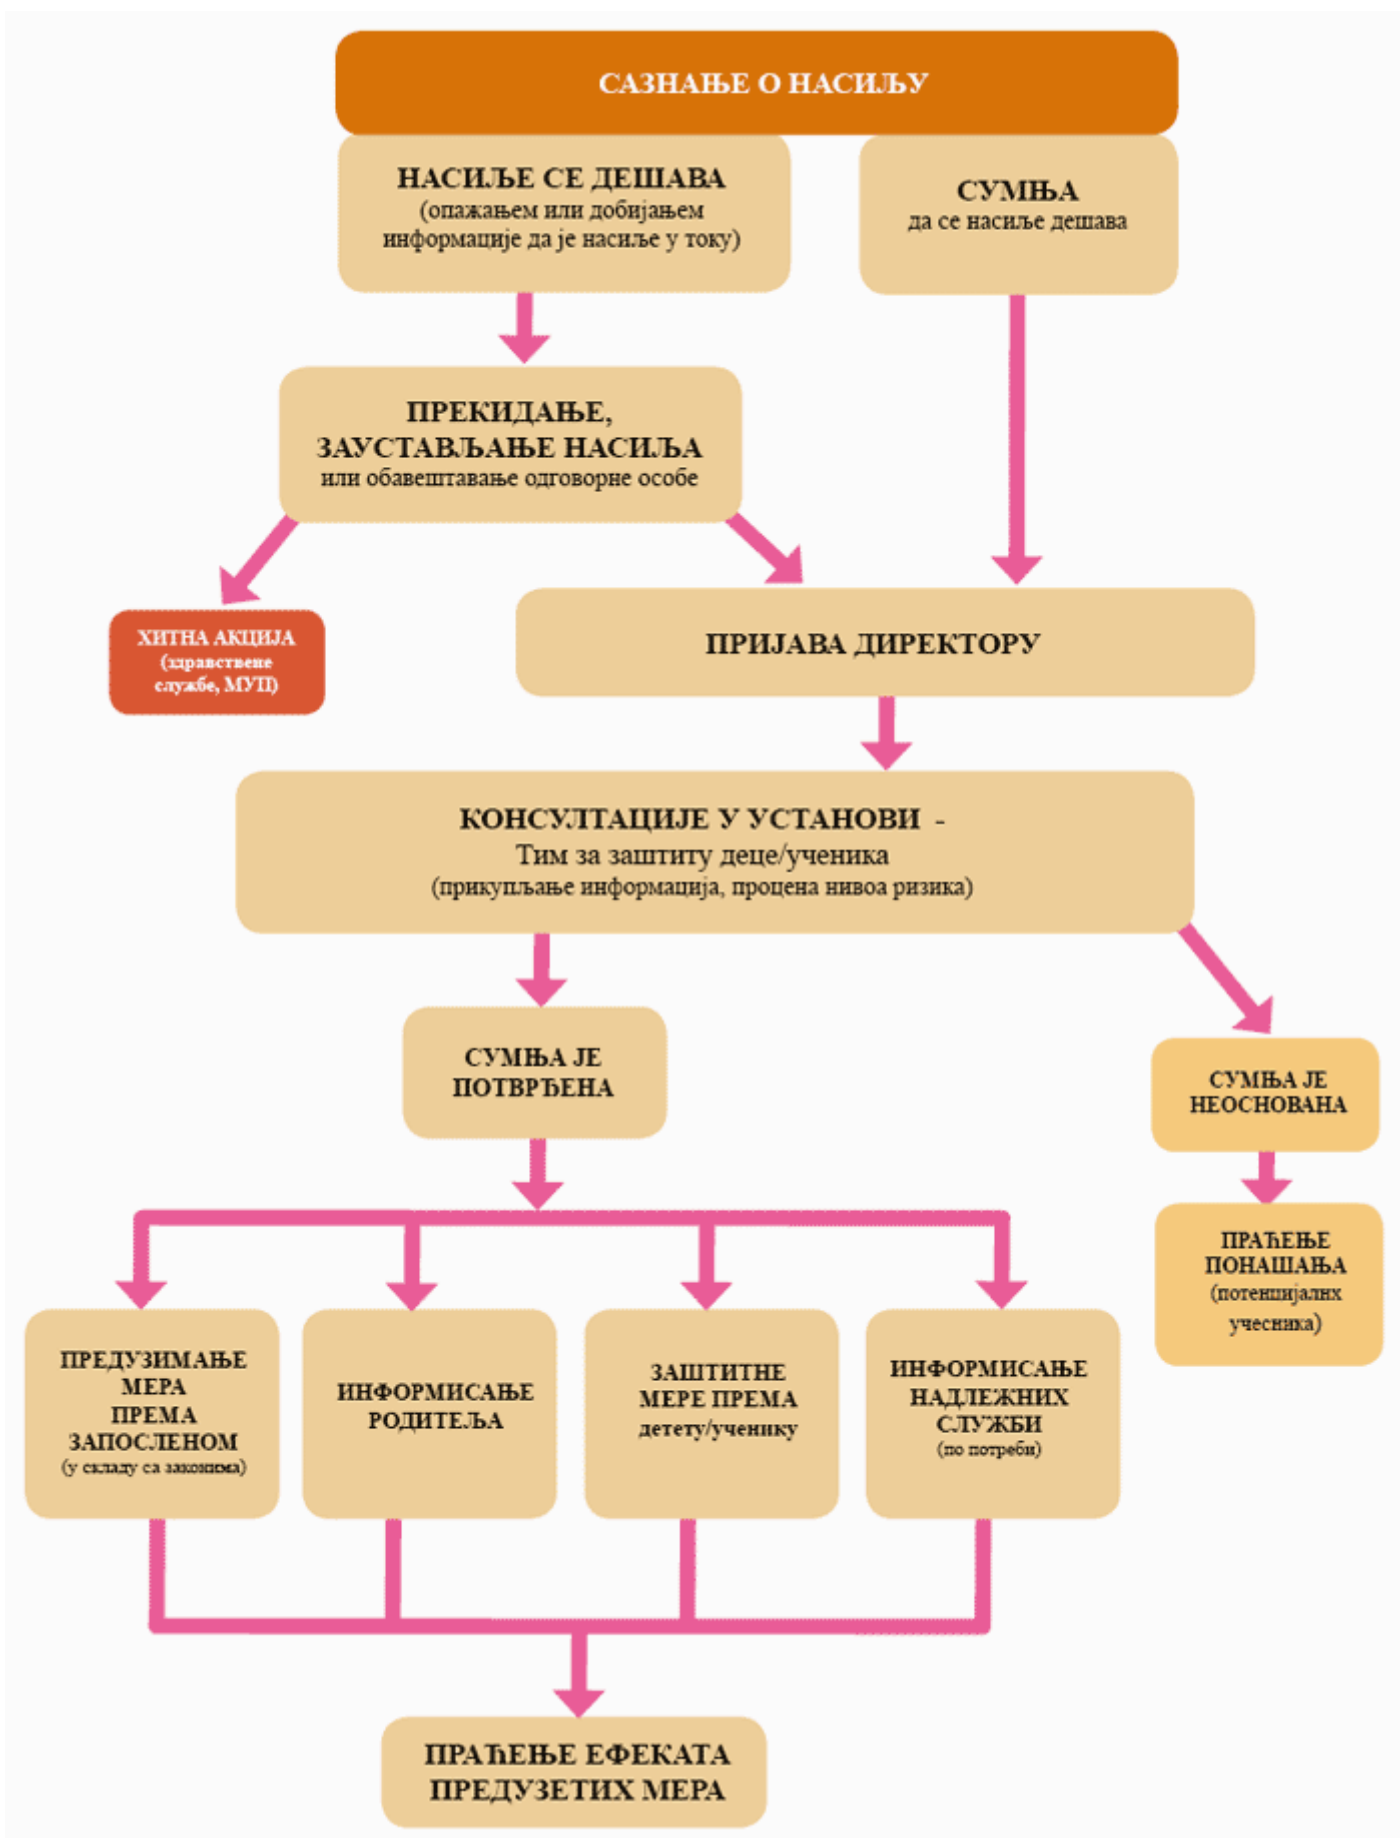 САЗНАЊЕ О НАСИЉУ
НАСИЉЕ СЕ ДЕШАВА
(опажањем или добијањем
информације да је насиље у току)
СУМЊА
да се насиље дешава
ПРЕКИДАЊЕ,
ЗАУСТАВЉАЊЕ НАСИЉА
или обавештавање одговорне особе
ХИТНА АКЦИЈА
(здравствене
службе, МУП)
ПРИЈАВА ДИРЕКТОРУ
КОНСУЛТАЦИЈЕ У УСТАНОВИ -
Тим за заштиту деце/ученика
(прикупљање информација, процена нивоа ризика)
СУМЊА ЈЕ
ПОТВРЂЕНА
СУМЊА ЈЕ
НЕОСНОВАНА
ПРАЋЕЊЕ
ПОНАШАЊА
(потенцијалнх
учесника)
ПРЕДУЗИМАЊЕ
МЕРА
ПРЕМА
ЗАПОСЛЕНОМ
(у складу са законима)
ИНФОРМИСАЊЕ
РОДИТЕЉА
ЗАШТИТНЕ
МЕРЕ ПРЕМА
детету/ученику
ИНФОРМИСАЊЕ
НАДЛЕЖНИХ
СЛУЖБИ
(по потреби)
ПРАЋЕЊЕ ЕФЕКАТА
ПРЕДУЗЕТИХ МЕРА